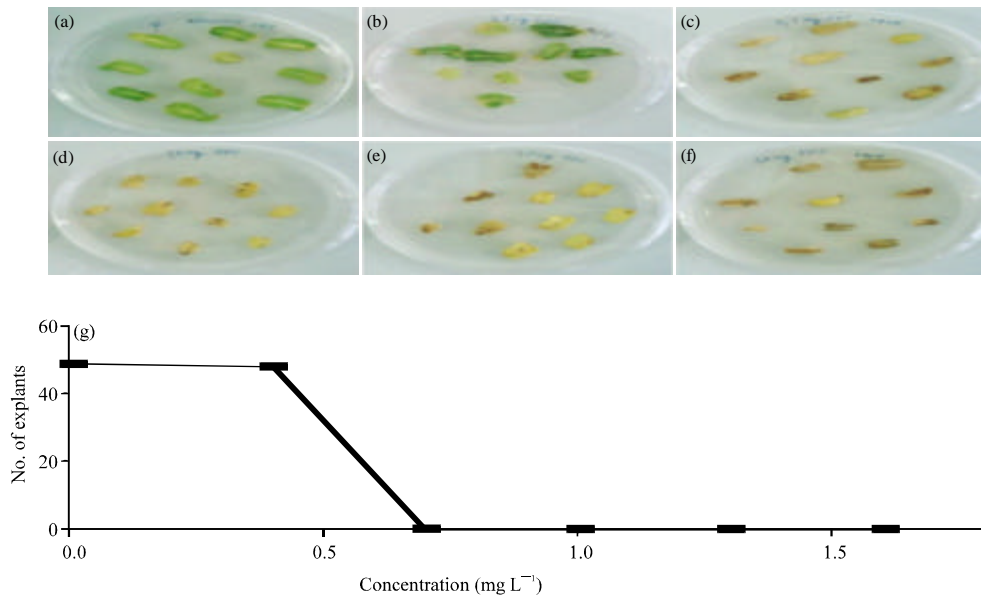 (a) (b) (c)
(d) (e) (f)
(g)
60
40
20
0
No. of explants
0.0 0.5 1.0 1.5
Concentration (mg L⁻¹)